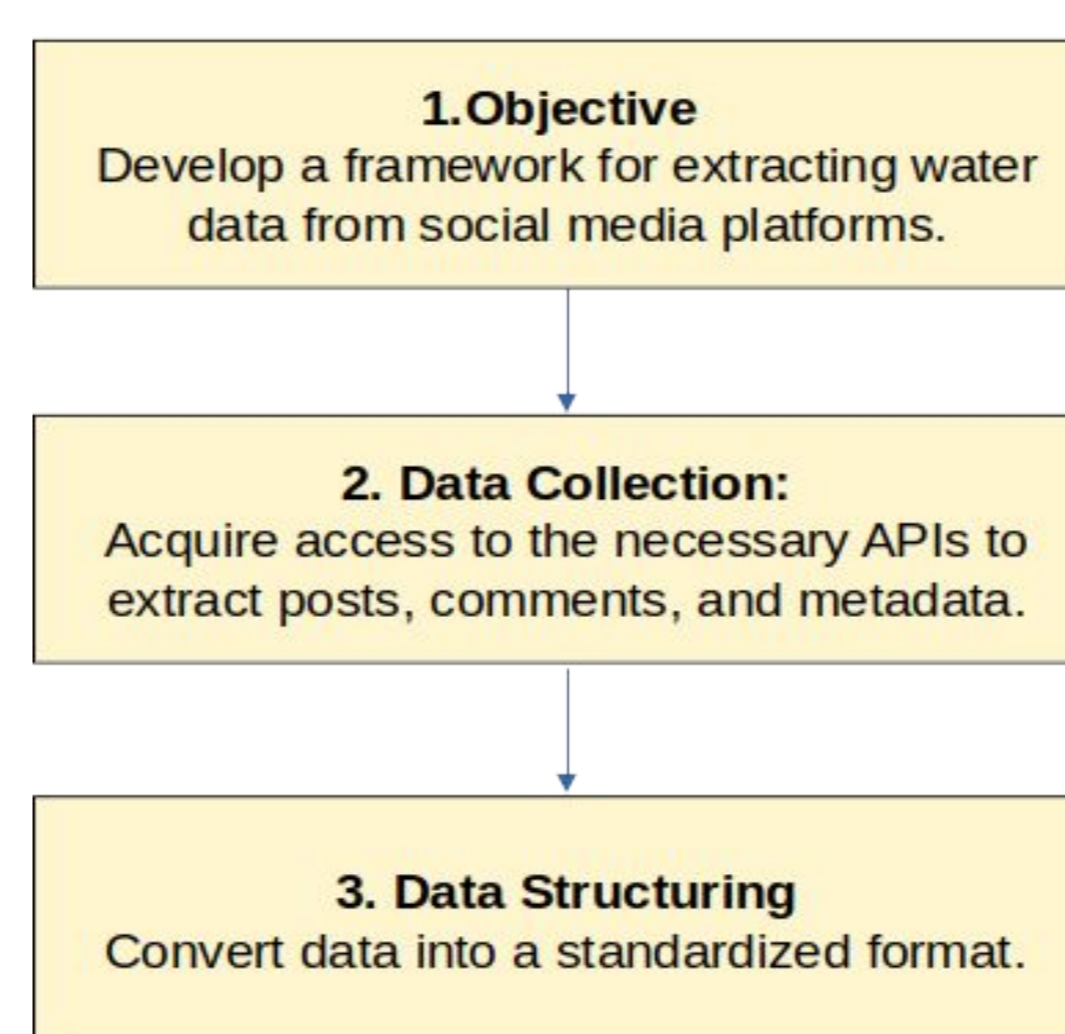 1.Objective
Develop a framework for extracting water
data from social media platforms.
2. Data Collection:
Acquire access to the necessary APIs to
extract posts, comments, and metadata.
3. Data Structuring
Convert data into a standardized format.